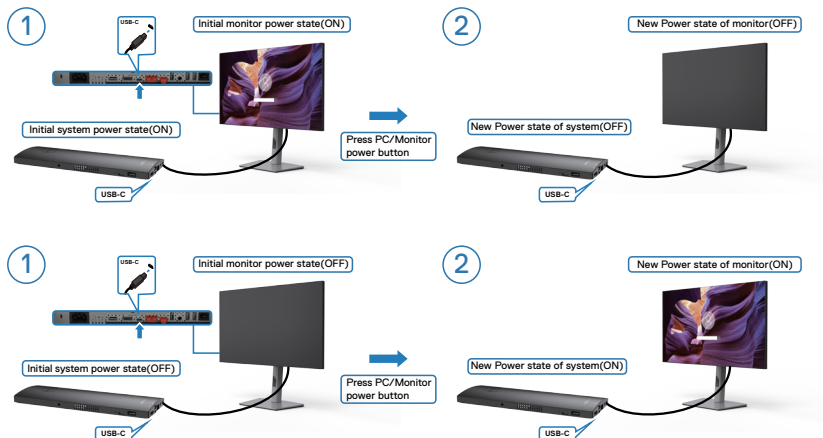 1
USB-C
Initial monitor power state(ON)
Initial system power state(ON)
USB-C
Press PC/Monitor
power button
2
New Power state of monitor(OFF)
New Power state of system(OFF)
USB-C
1
USB-C
Initial monitor power state(OFF)
Initial system power state(OFF)
USB-C
Press PC/Monitor
power button
2
New Power state of monitor(ON)
New Power state of system(ON)
USB-C